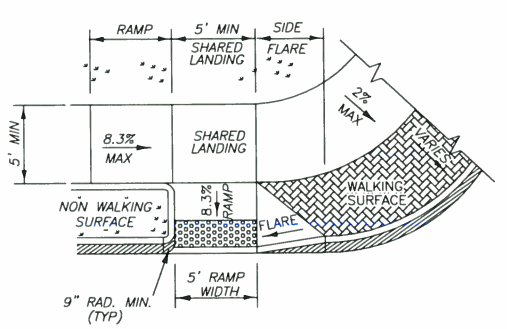 RAMP
5' MIN
SHARED
LANDING
SIDE
FLARE
5' MIN
8.3%
MAX
SHARED
LANDING
2%
MAX
VARIES
WALKING
SURFACE
NON WALKING
SURFACE
8.3%
RAMP
FLARE
5' RAMP
WIDTH
9" RAD. MIN.
(TYP)